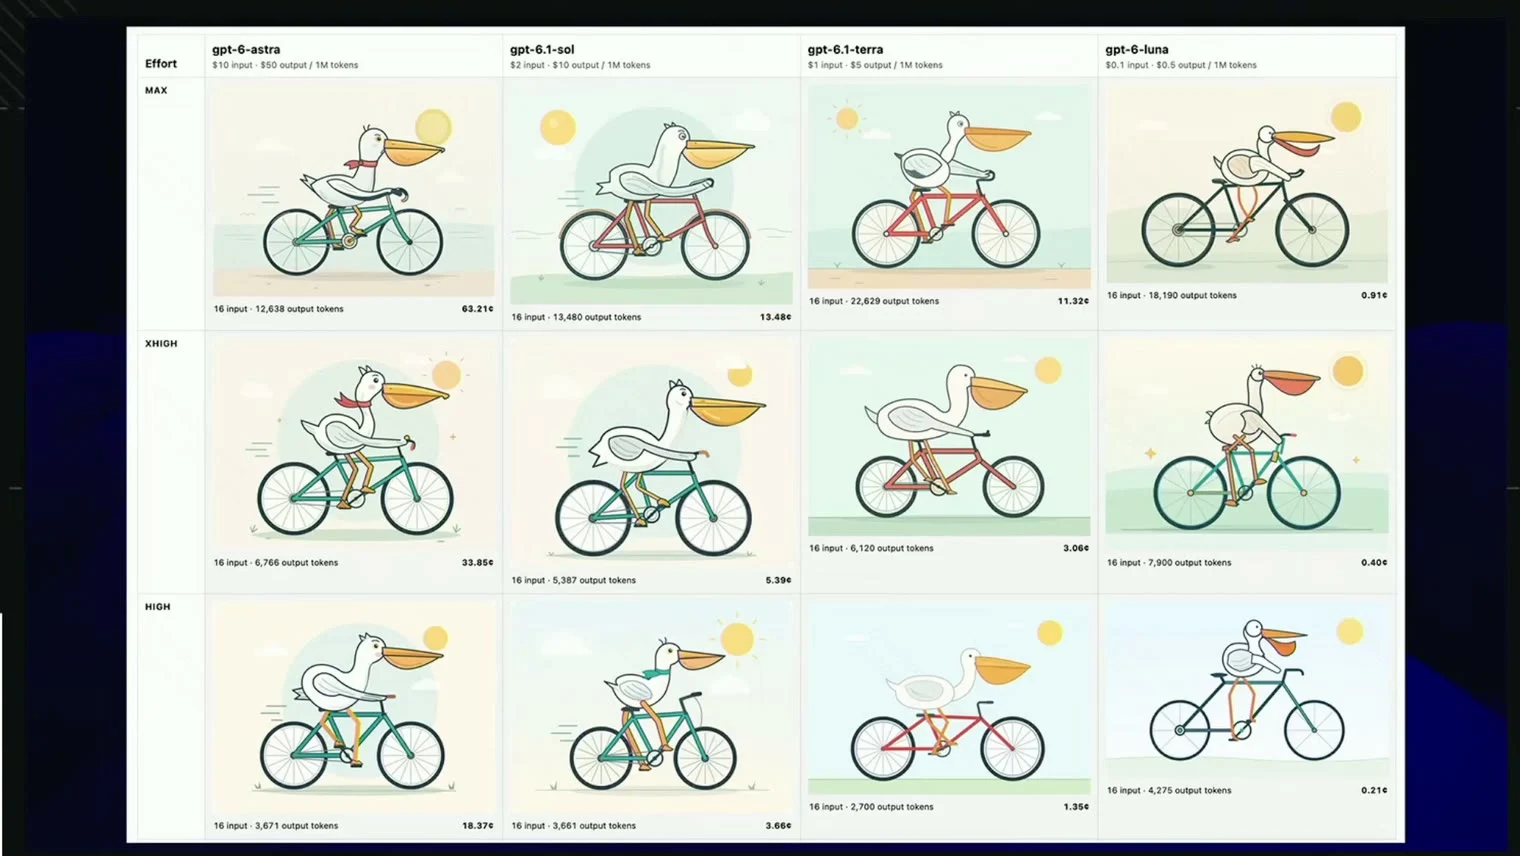 Effort
gpt-6-astra
$10 input · $50 output / 1M tokens
gpt-6.1-sol
$2 input · $10 output / 1M tokens
gpt-6.1-terra
$1 input · $5 output / 1M tokens
gpt-6-luna
$0.1 input · $0.5 output / 1M tokens
MAX
16 input · 12,638 output tokens 63.21¢
16 input · 13,480 output tokens 13.48¢
16 input · 22,629 output tokens 11.32¢
16 input · 18,190 output tokens 0.91¢
XHIGH
16 input · 6,766 output tokens 33.85¢
16 input · 5,387 output tokens 5.39¢
16 input · 6,120 output tokens 3.06¢
16 input · 7,900 output tokens 0.40¢
HIGH
16 input · 3,671 output tokens 18.37¢
16 input · 3,661 output tokens 3.66¢
16 input · 2,700 output tokens 1.35¢
16 input · 4,275 output tokens 0.21¢